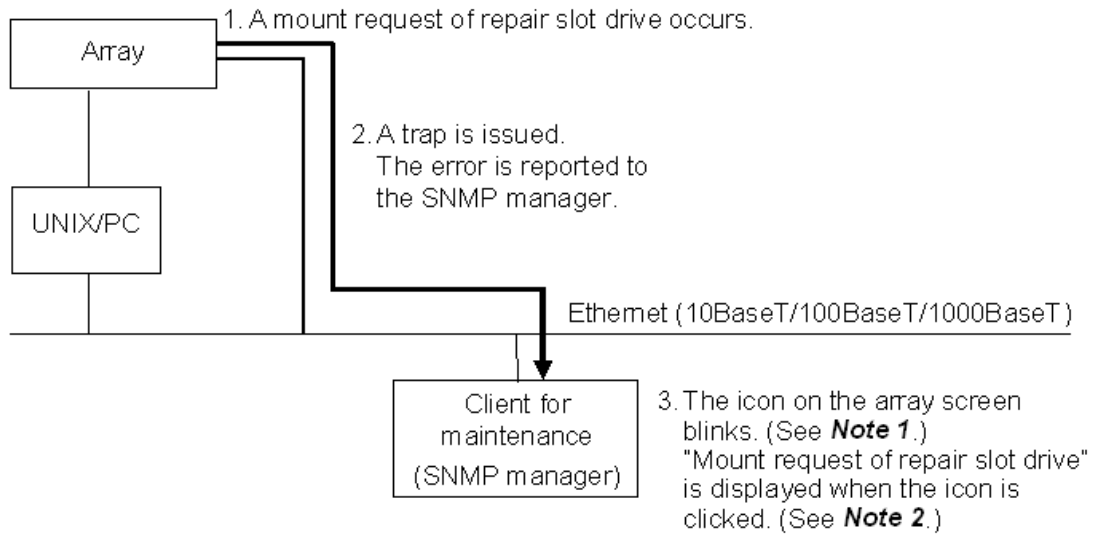 1. A mount request of repair slot drive occurs.
Array
2. A trap is issued.
The error is reported to
the SNMP manager.
UNIX/PC
Ethernet (10BaseT/100BaseT/1000BaseT)
Client for
maintenance
(SNMP manager)
3. The icon on the array screen
blinks. (See Note 1.)
"Mount request of repair slot drive"
is displayed when the icon is
clicked. (See Note 2.)